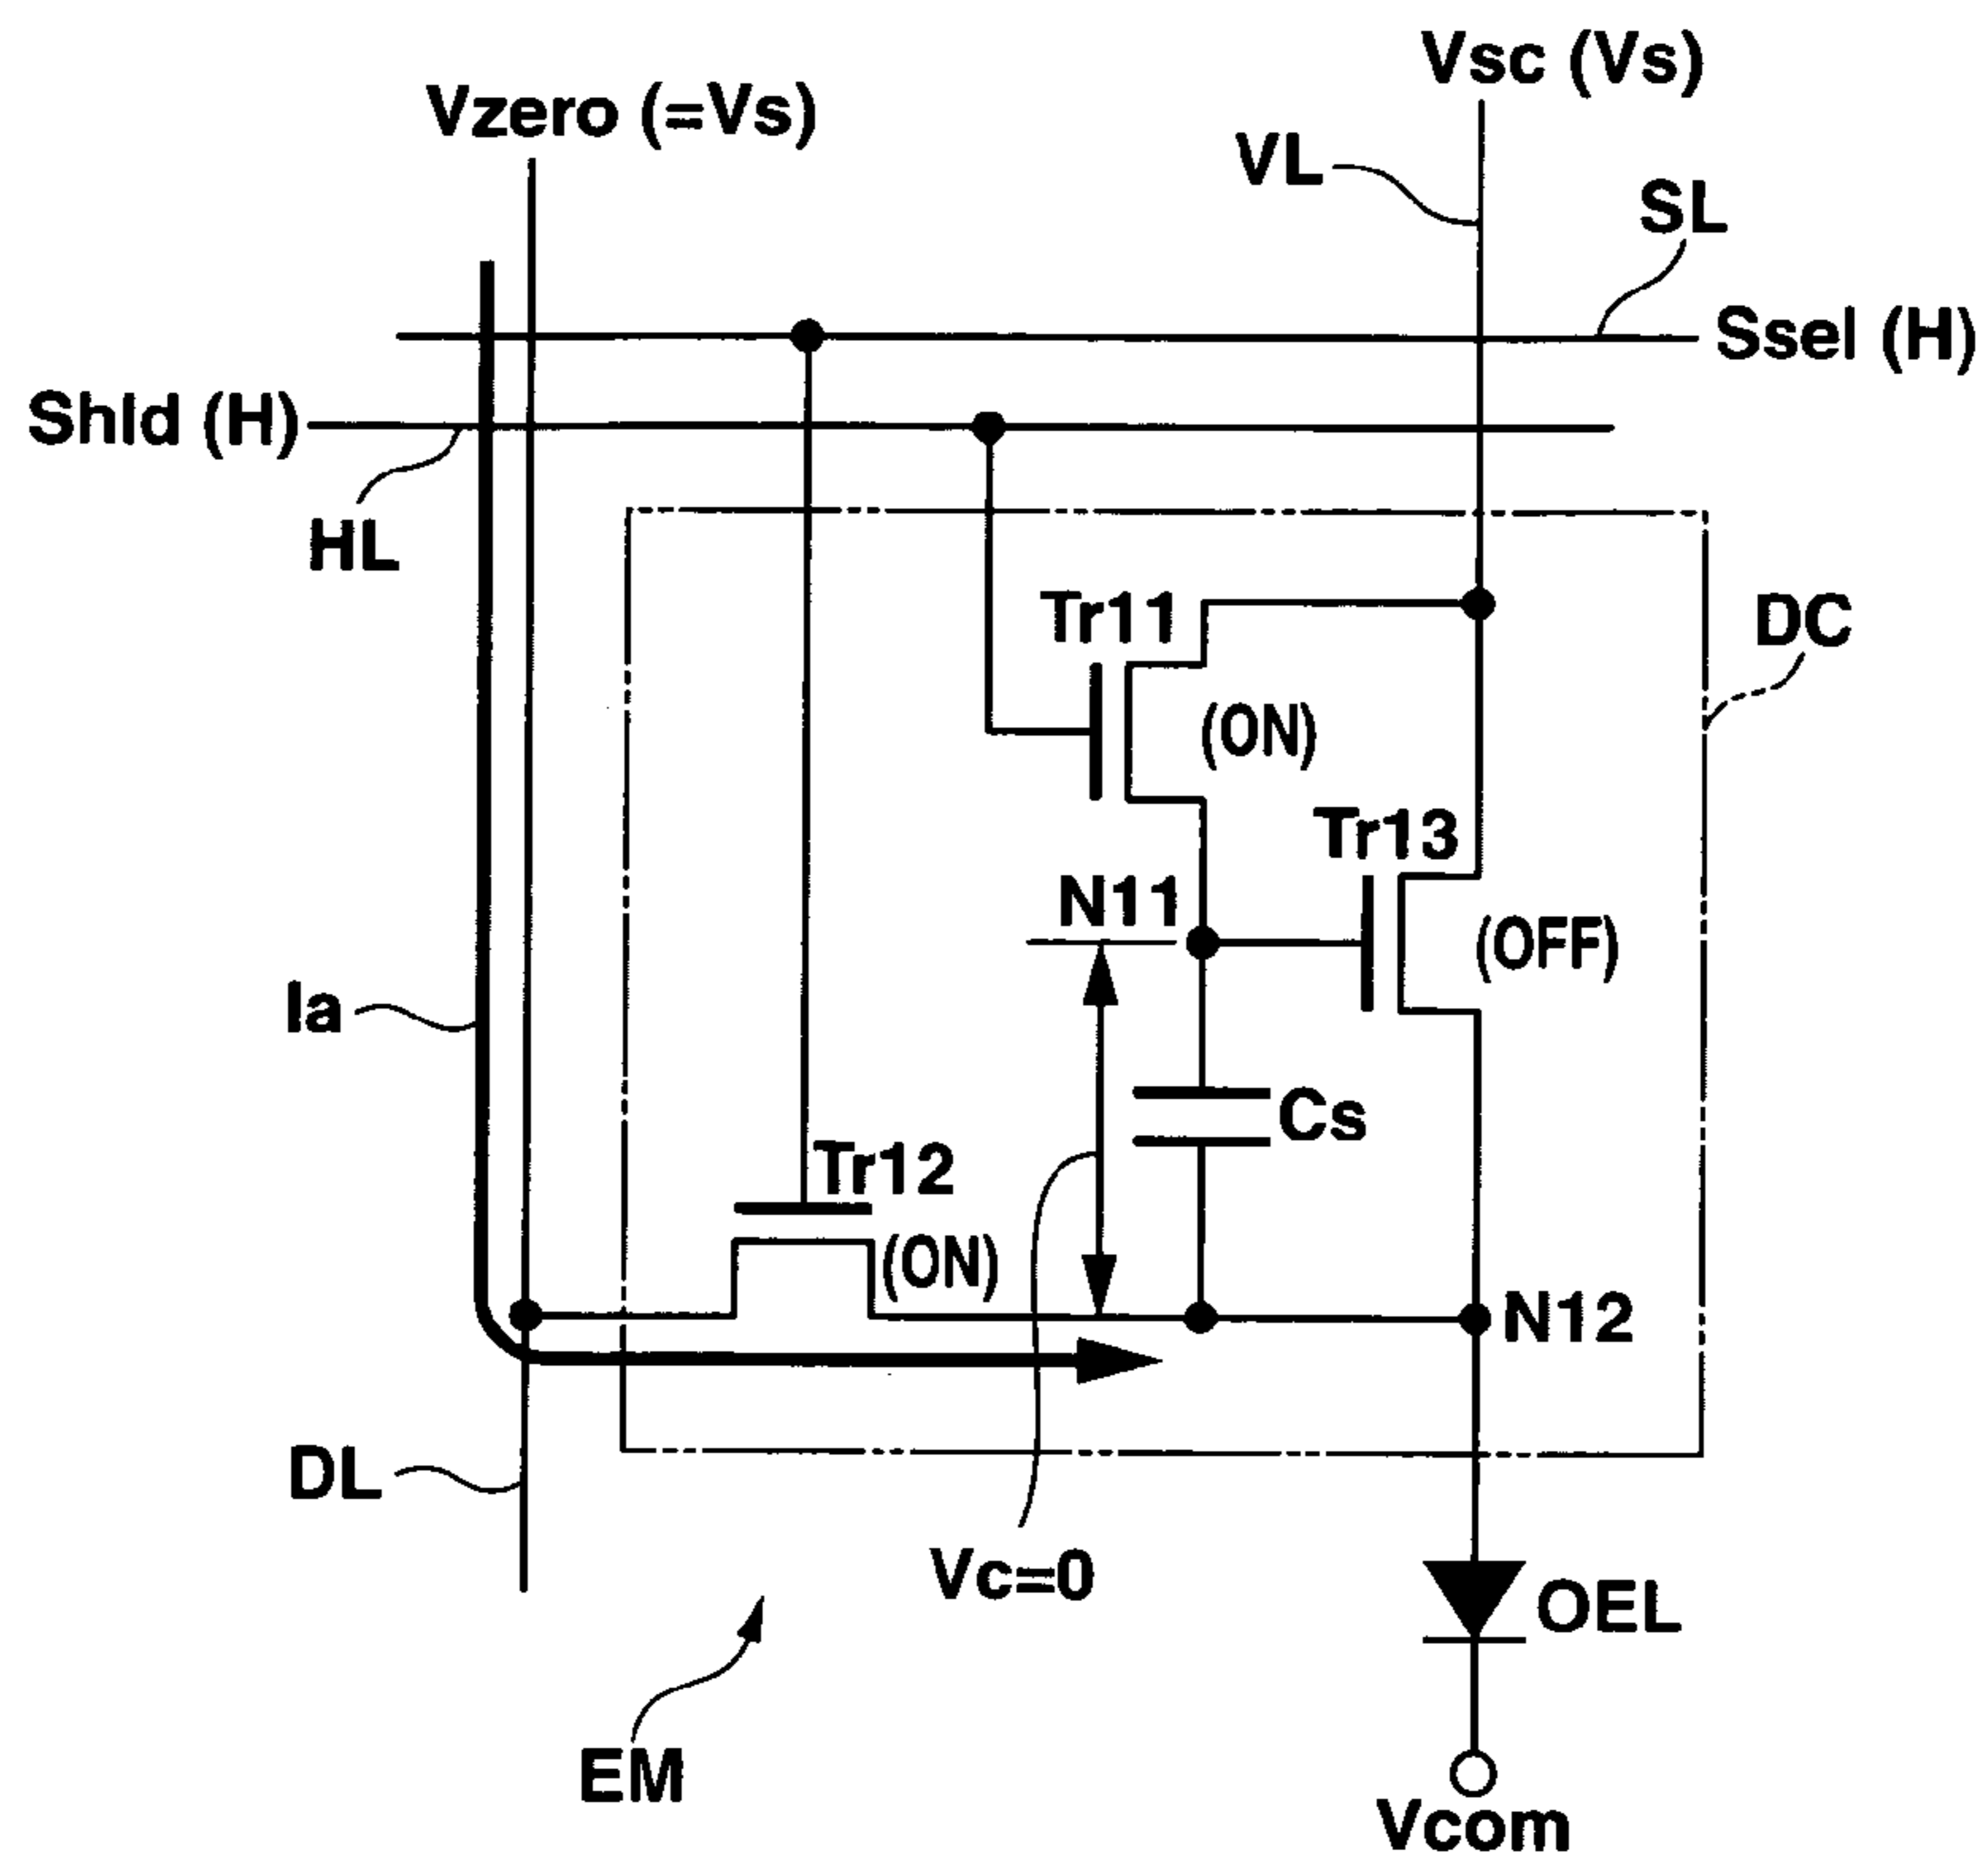 Vsc (Vs)
Vzero (=Vs)
VL
SL
Ssel (H)
Shld (H)
HL
Tr11
DC
(ON)
Tr13
N11
(OFF)
Ia
Cs
Tr12
(ON)
N12
DL
Vc=0
OEL
EM
Vcom